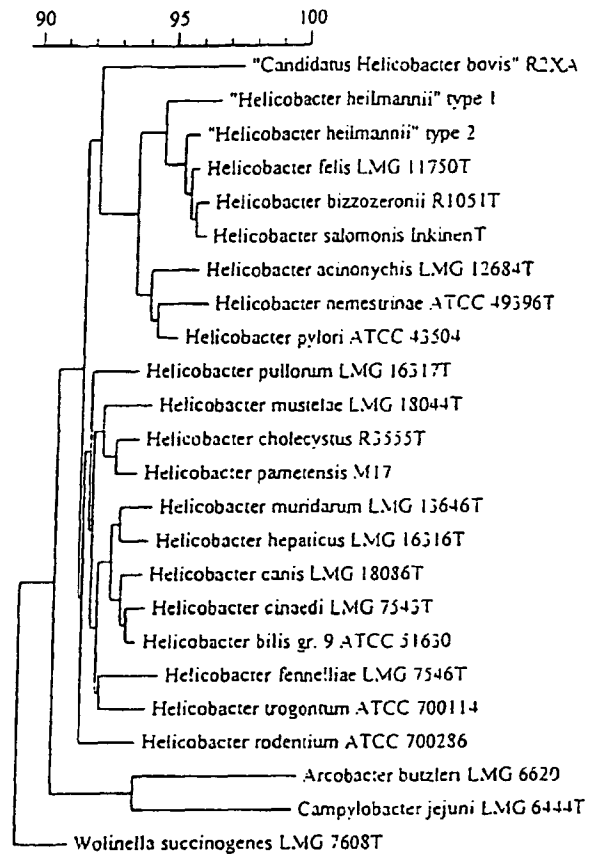 90 95 100
"Candidatus Helicobacter bovis" R2XA
"Helicobacter heilmannii" type 1
"Helicobacter heilmannii" type 2
Helicobacter felis LMG 11750T
Helicobacter bizzozeronii R1051T
Helicobacter salomonis InkinenT
Helicobacter acinonychis LMG 12684T
Helicobacter nemestrinae ATCC 49396T
Helicobacter pylori ATCC 43504
Helicobacter pullorum LMG 16317T
Helicobacter mustelae LMG 18044T
Helicobacter cholecystus R3555T
Helicobacter pametensis M17
Helicobacter muridarum LMG 13646T
Helicobacter hepaticus LMG 16316T
Helicobacter canis LMG 18086T
Helicobacter cinaedi LMG 7543T
Helicobacter bilis gr. 9 ATCC 51630
Helicobacter fennelliae LMG 7546T
Helicobacter trogontum ATCC 700114
Helicobacter rodentium ATCC 700286
Arcobacter butzleri LMG 6620
Campylobacter jejuni LMG 6444T
Wolinella succinogenes LMG 7608T